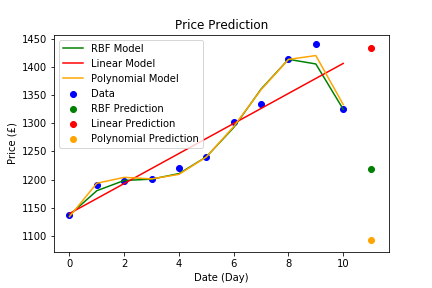 Price Prediction
1450
1400
1350
1300
1250
1200
1150
1100
Price (£)
RBF Model
Linear Model
Polynomial Model
Data
RBF Prediction
Linear Prediction
Polynomial Prediction
0
2
4
6
8
10
Date (Day)